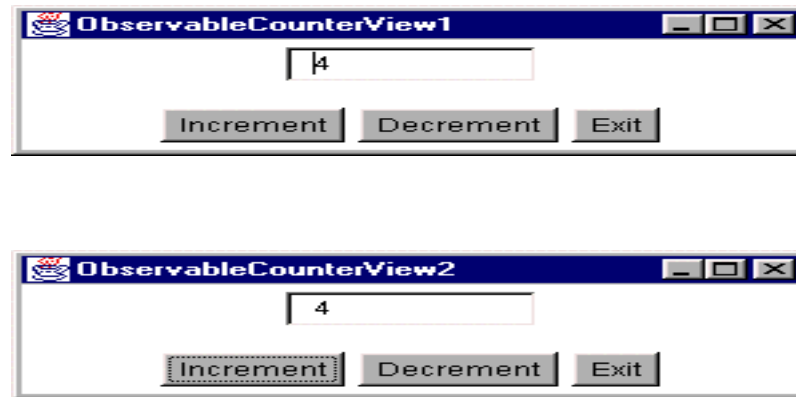 ObservableCounterView1
4
Increment Decrement Exit
ObservableCounterView2
4
Increment Decrement Exit